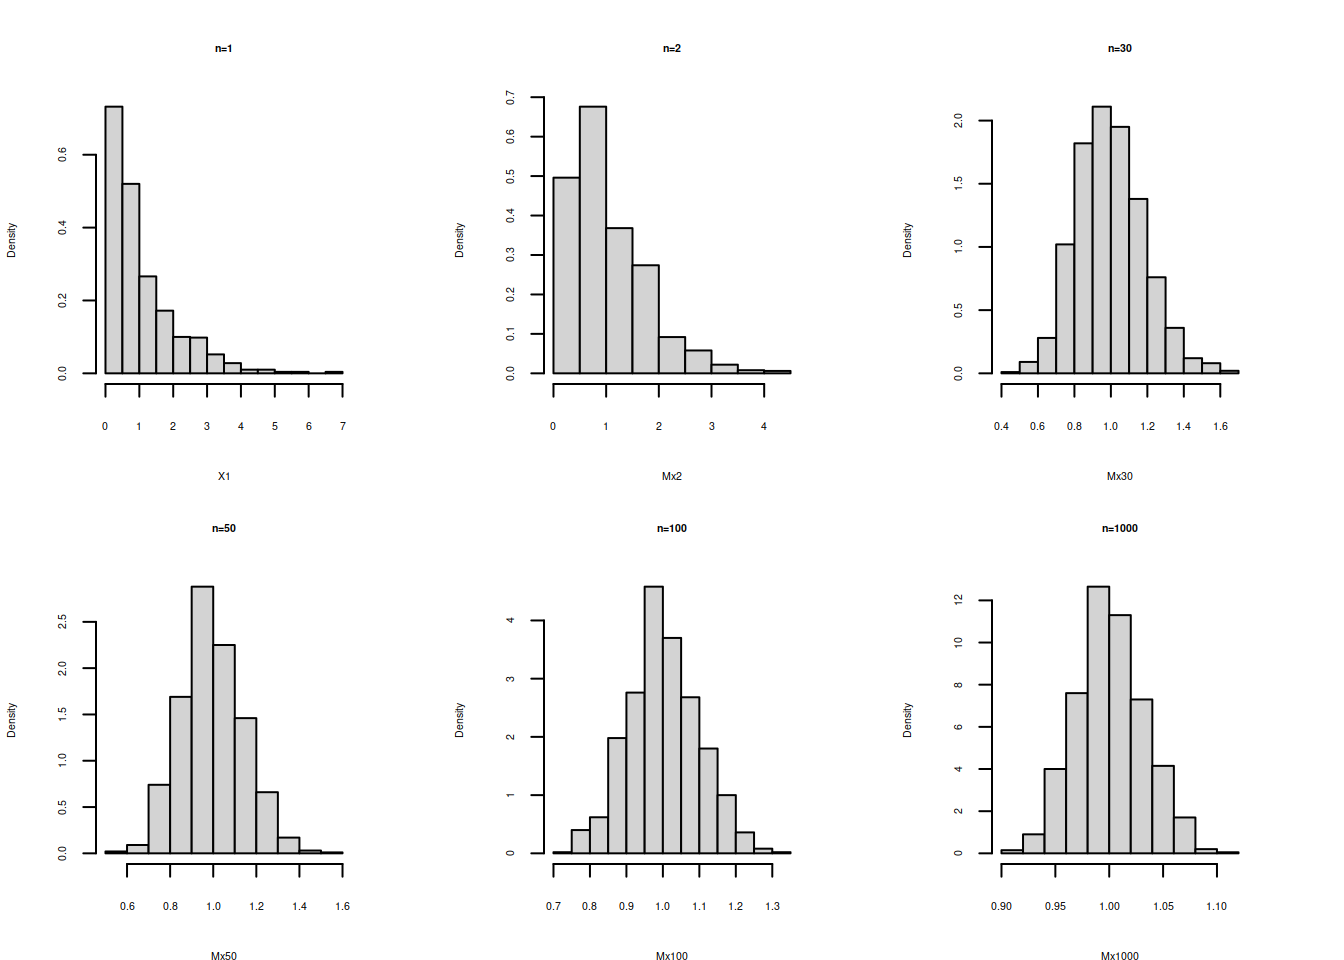 n=1
Density
0.0 0.2 0.4 0.6
0 1 2 3 4 5 6 7
X1
n=2
Density
0.0 0.1 0.2 0.3 0.4 0.5 0.6 0.7
0 1 2 3 4
Mx2
n=30
Density
0.0 0.5 1.0 1.5 2.0
0.4 0.6 0.8 1.0 1.2 1.4 1.6
Mx30
n=50
Density
0.0 0.5 1.0 1.5 2.0 2.5
0.6 0.8 1.0 1.2 1.4 1.6
Mx50
n=100
Density
0 1 2 3 4
0.7 0.8 0.9 1.0 1.1 1.2 1.3
Mx100
n=1000
Density
0 2 4 6 8 10 12
0.90 0.95 1.00 1.05 1.10
Mx1000